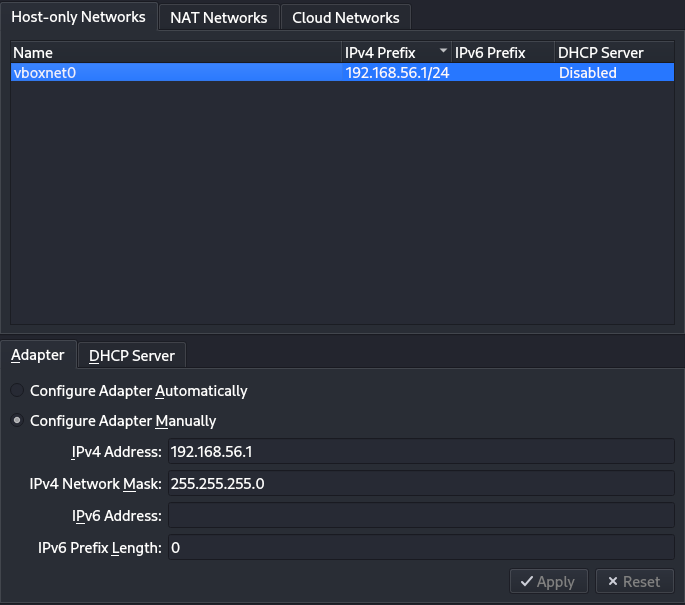 Host-only Networks NAT Networks Cloud Networks
Name IPv4 Prefix IPv6 Prefix DHCP Server
vboxnet0 192.168.56.1/24 Disabled
Adapter DHCP Server
Configure Adapter Automatically
Configure Adapter Manually
IPv4 Address: 192.168.56.1
IPv4 Network Mask: 255.255.255.0
IPv6 Address:
IPv6 Prefix Length: 0
Apply Reset